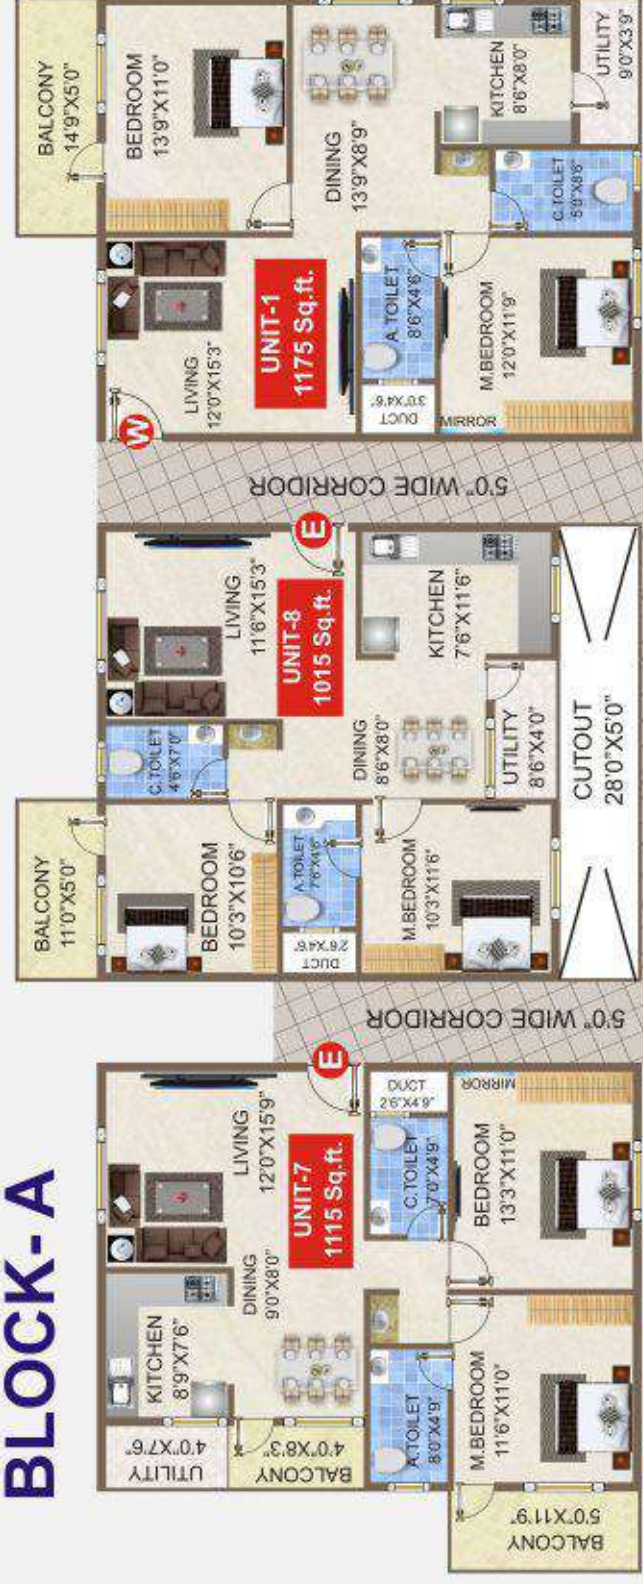 BLOCK-A
UTILITY
4'0"X7'6"
KITCHEN
8'9"X7'6"
LIVING
12'0"X15'9"
BALCONY
4'0"X8'3"
DINING
9'0"X8'0"
UNIT-7
1115 Sq.ft.
E
A.TOILET
8'0"X4'9"
C.TOILET
7'0"X4'9"
DUCT
2'6"X4'9"
BALCONY
5'0"X11'9"
M.BEDROOM
11'6"X11'0"
BEDROOM
13'3"X11'0"
MIRROR
5'0" WIDE CORRIDOR
BALCONY
11'0"X5'0"
BEDROOM
10'3"X10'6"
C.TOILET
4'6"X7'0"
LIVING
11'6"X15'3"
UNIT-8
1015 Sq.ft.
E
DUCT
2'6"X4'6"
A.TOILET
7'6"X4'6"
DINING
8'6"X8'0"
M.BEDROOM
10'3"X11'6"
KITCHEN
7'6"X11'6"
UTILITY
8'6"X4'0"
CUTOUT
28'0"X5'0"
5'0" WIDE CORRIDOR
W
LIVING
12'0"X15'3"
UNIT-1
1175 Sq.ft.
BALCONY
14'9"X5'0"
BEDROOM
13'9"X11'0"
DINING
13'9"X8'9"
DUCT
3'0"X4'6"
A.TOILET
8'6"X4'6"
MIRROR
M.BEDROOM
12'0"X11'9"
C.TOILET
5'0"X8'6"
KITCHEN
8'6"X8'0"
UTILITY
9'0"X3'9"